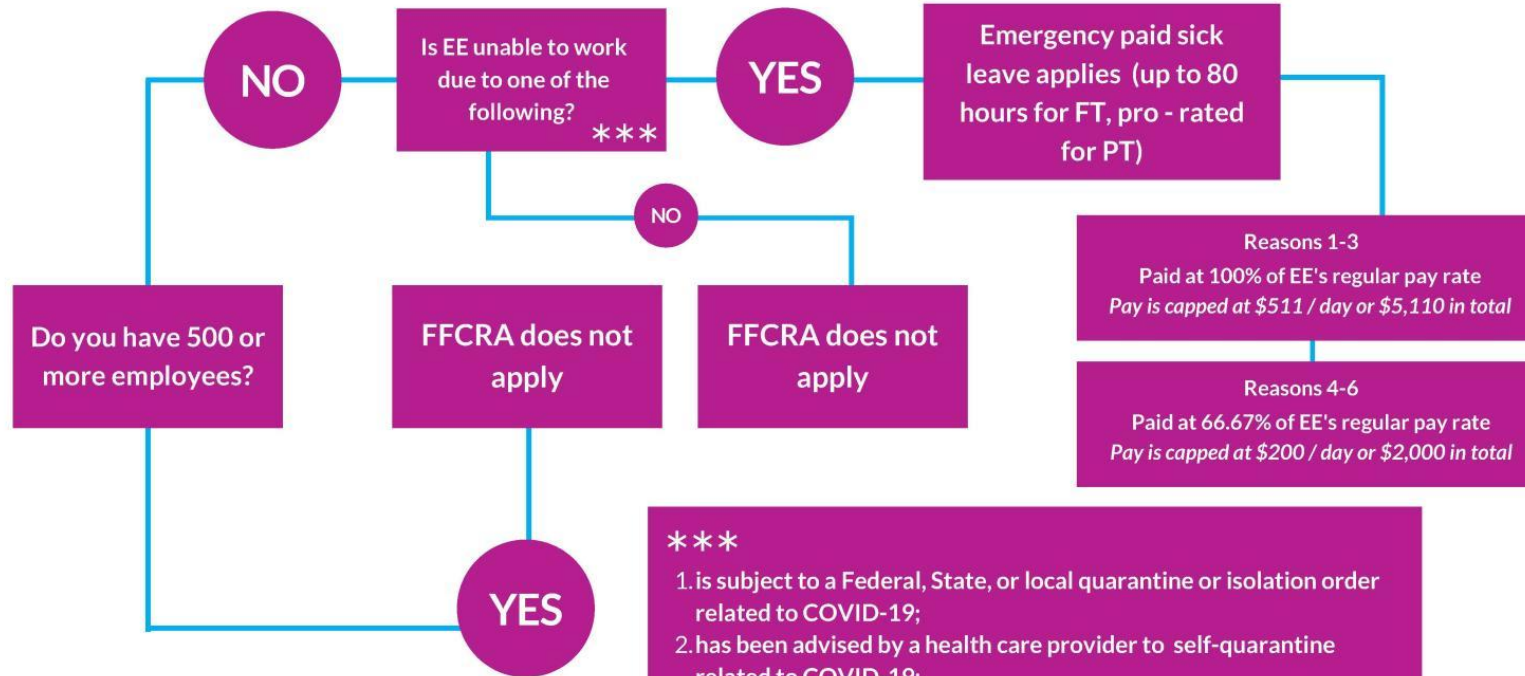 NO
Is EE unable to work
due to one of the
following?
***
YES
Emergency paid sick
leave applies (up to 80
hours for FT, pro - rated
for PT)
NO
Do you have 500 or
more employees?
FFCRA does not
apply
FFCRA does not
apply
Reasons 1-3
Paid at 100% of EE's regular pay rate
Pay is capped at $511 / day or $5,110 in total
Reasons 4-6
Paid at 66.67% of EE's regular pay rate
Pay is capped at $200 / day or $2,000 in total
YES
***
1. is subject to a Federal, State, or local quarantine or isolation order
related to COVID-19;
2. has been advised by a health care provider to self-quarantine
related to COVID-19;